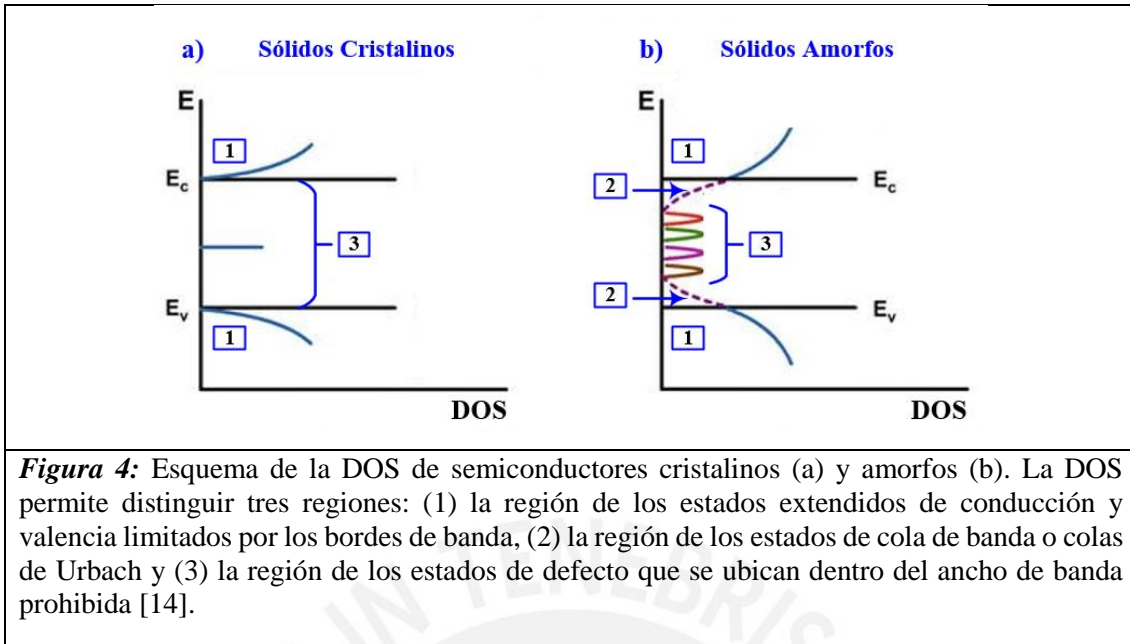 a) Sólidos Cristalinos
E
1
Ec
3
Ev
1
DOS
b) Sólidos Amorfos
E
1
Ec
2
3
2
Ev
1
DOS
Figura 4: Esquema de la DOS de semiconductores cristalinos (a) y amorfos (b). La DOS
permite distinguir tres regiones: (1) la región de los estados extendidos de conducción y
valencia limitados por los bordes de banda, (2) la región de los estados de cola de banda o colas
de Urbach y (3) la región de los estados de defecto que se ubican dentro del ancho de banda
prohibida [14].
IN TENEBRIS